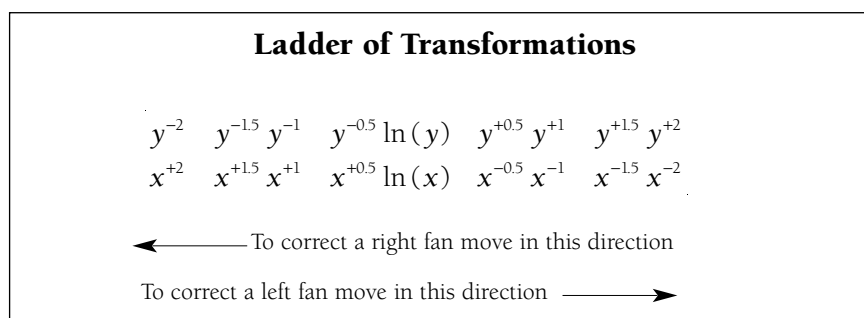 Ladder of Transformations
y⁻² y⁻¹·⁵ y⁻¹ y⁻⁰·⁵ ln (y) y⁺⁰·⁵ y⁺¹ y⁺¹·⁵ y⁺²
x⁺² x⁺¹·⁵ x⁺¹ x⁺⁰·⁵ ln (x) x⁻⁰·⁵ x⁻¹ x⁻¹·⁵ x⁻²
To correct a right fan move in this direction
To correct a left fan move in this direction